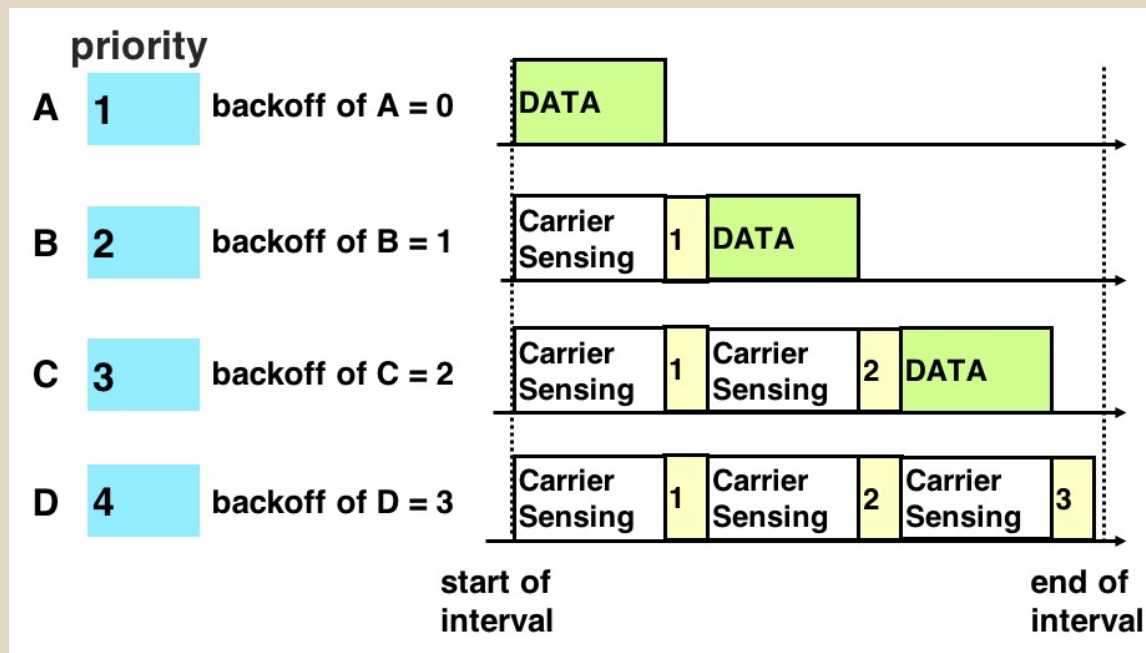 priority
A 1 backoff of A = 0 DATA
B 2 backoff of B = 1 Carrier Sensing 1 DATA
C 3 backoff of C = 2 Carrier Sensing 1 Carrier Sensing 2 DATA
D 4 backoff of D = 3 Carrier Sensing 1 Carrier Sensing 2 Carrier Sensing 3
start of
interval
end of
interval